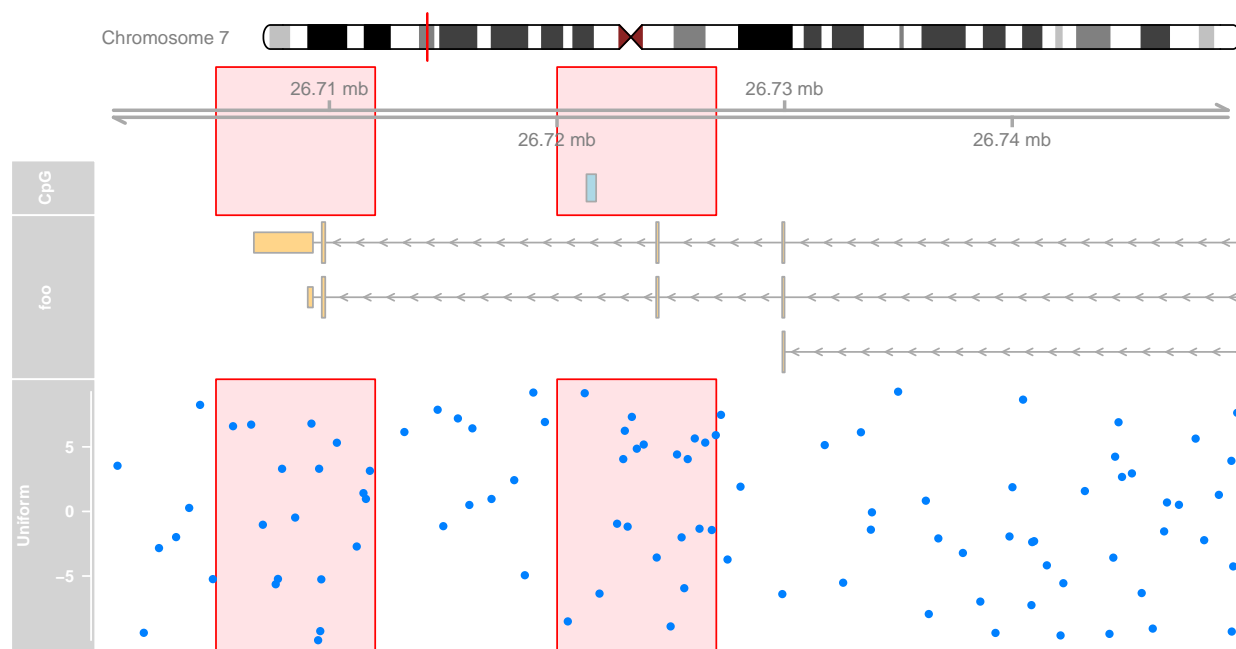 Chromosome 7
26.71 mb
26.73 mb
26.72 mb
26.74 mb
CpG
foo
Uniform
5
0
−5